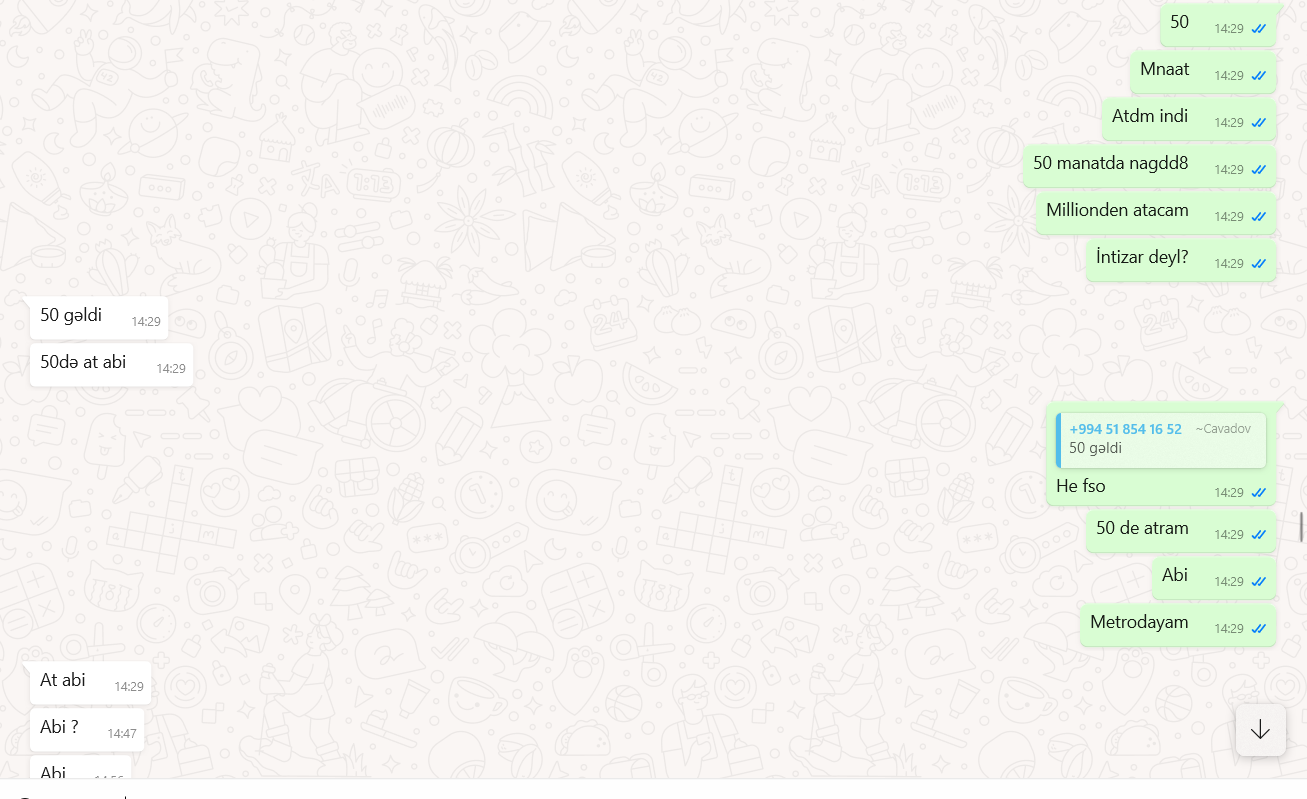 50 14:29
Mnaat 14:29
Atdm indi 14:29
50 manatda nagdd8 14:29
Millionden atacam 14:29
İntizar deyl? 14:29
50 gəldi 14:29
50də at abi 14:29
+994 51 854 16 52 ~Cavadov
50 gəldi
He fso 14:29
50 de atram 14:29
Abi 14:29
Metrodayam 14:29
At abi 14:29
Abi ? 14:47
Abi